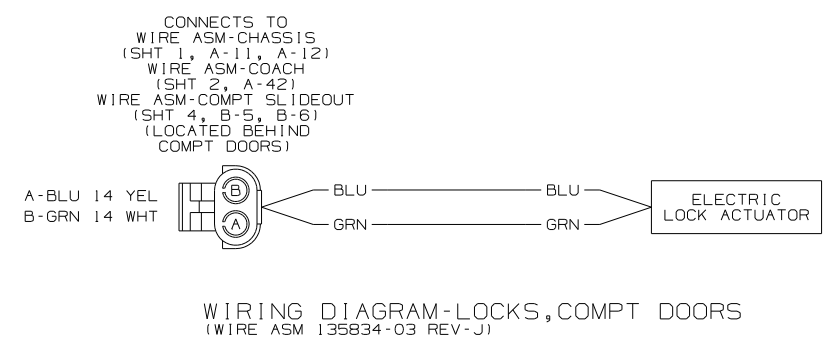 CONNECTS TO
WIRE ASM-CHASSIS
(SHT 1, A-11, A-12)
WIRE ASM-COACH
(SHT 2, A-42)
WIRE ASM-COMPT SLIDEOUT
(SHT 4, B-5, B-6)
(LOCATED BEHIND
COMPT DOORS)
A-BLU 14 YEL
B-GRN 14 WHT
B
A
BLU
BLU
GRN
GRN
ELECTRIC
LOCK ACTUATOR
WIRING DIAGRAM-LOCKS,COMPT DOORS
(WIRE ASM 135834-03 REV-J)